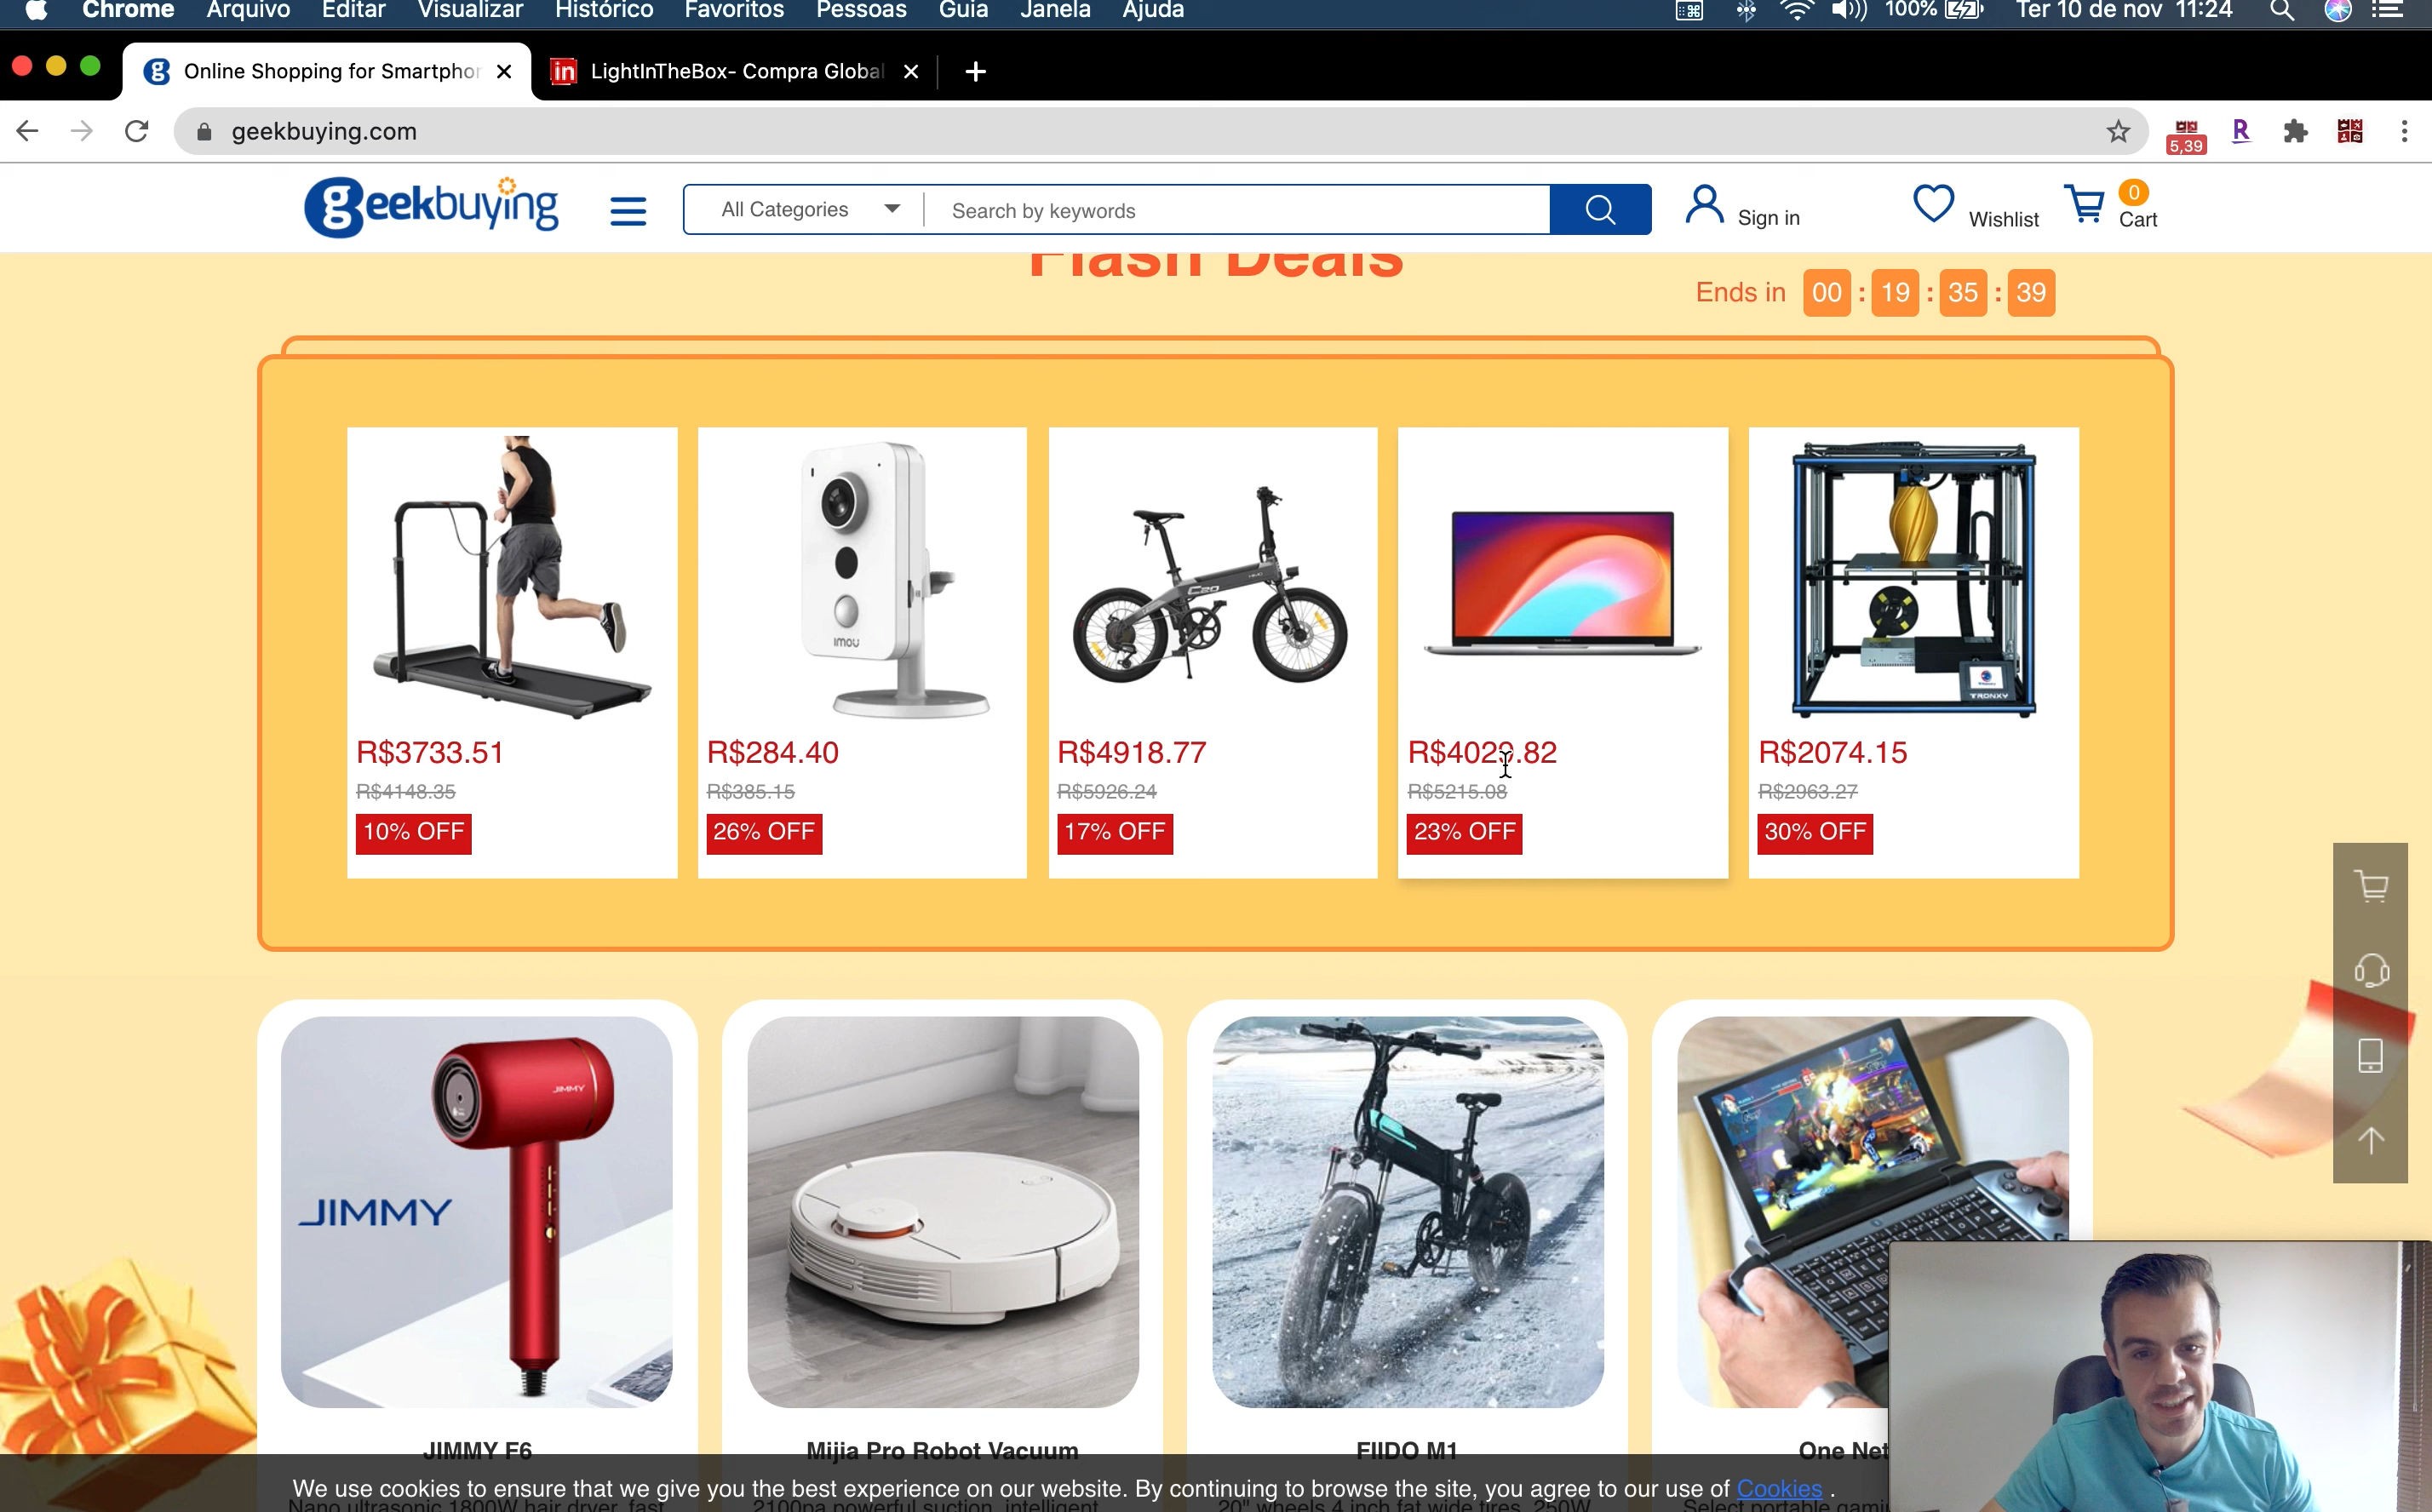 Chrome Arquivo Editar Visualizar Histórico Favoritos Pessoas Guia Janela Ajuda 100% Ter 10 de nov 11:24
Online Shopping for Smartphon LightInTheBox- Compra Global
geekbuying.com 5,39 R
geekbuying All Categories Search by keywords Sign in Wishlist 0 Cart
Flash Deals
Ends in 00 : 19 : 35 : 39
imou
C20
TRONXY
R$3733.51 R$284.40 R$4918.77 R$4029.82 R$2074.15
R$4148.35 R$385.15 R$5926.24 R$5215.08 R$2963.27
10% OFF 26% OFF 17% OFF 23% OFF 30% OFF
JIMMY
JIMMY
JIMMY F6 Mijia Pro Robot Vacuum FIIDO M1 One Net
We use cookies to ensure that we give you the best experience on our website. By continuing to browse the site, you agree to our use of Cookies .
Nano ultrasonic 1800W hair dryer, fast 2100pa powerful suction, intelligent 20" wheels 4 inch fat wide tires, 250W Select portable gami